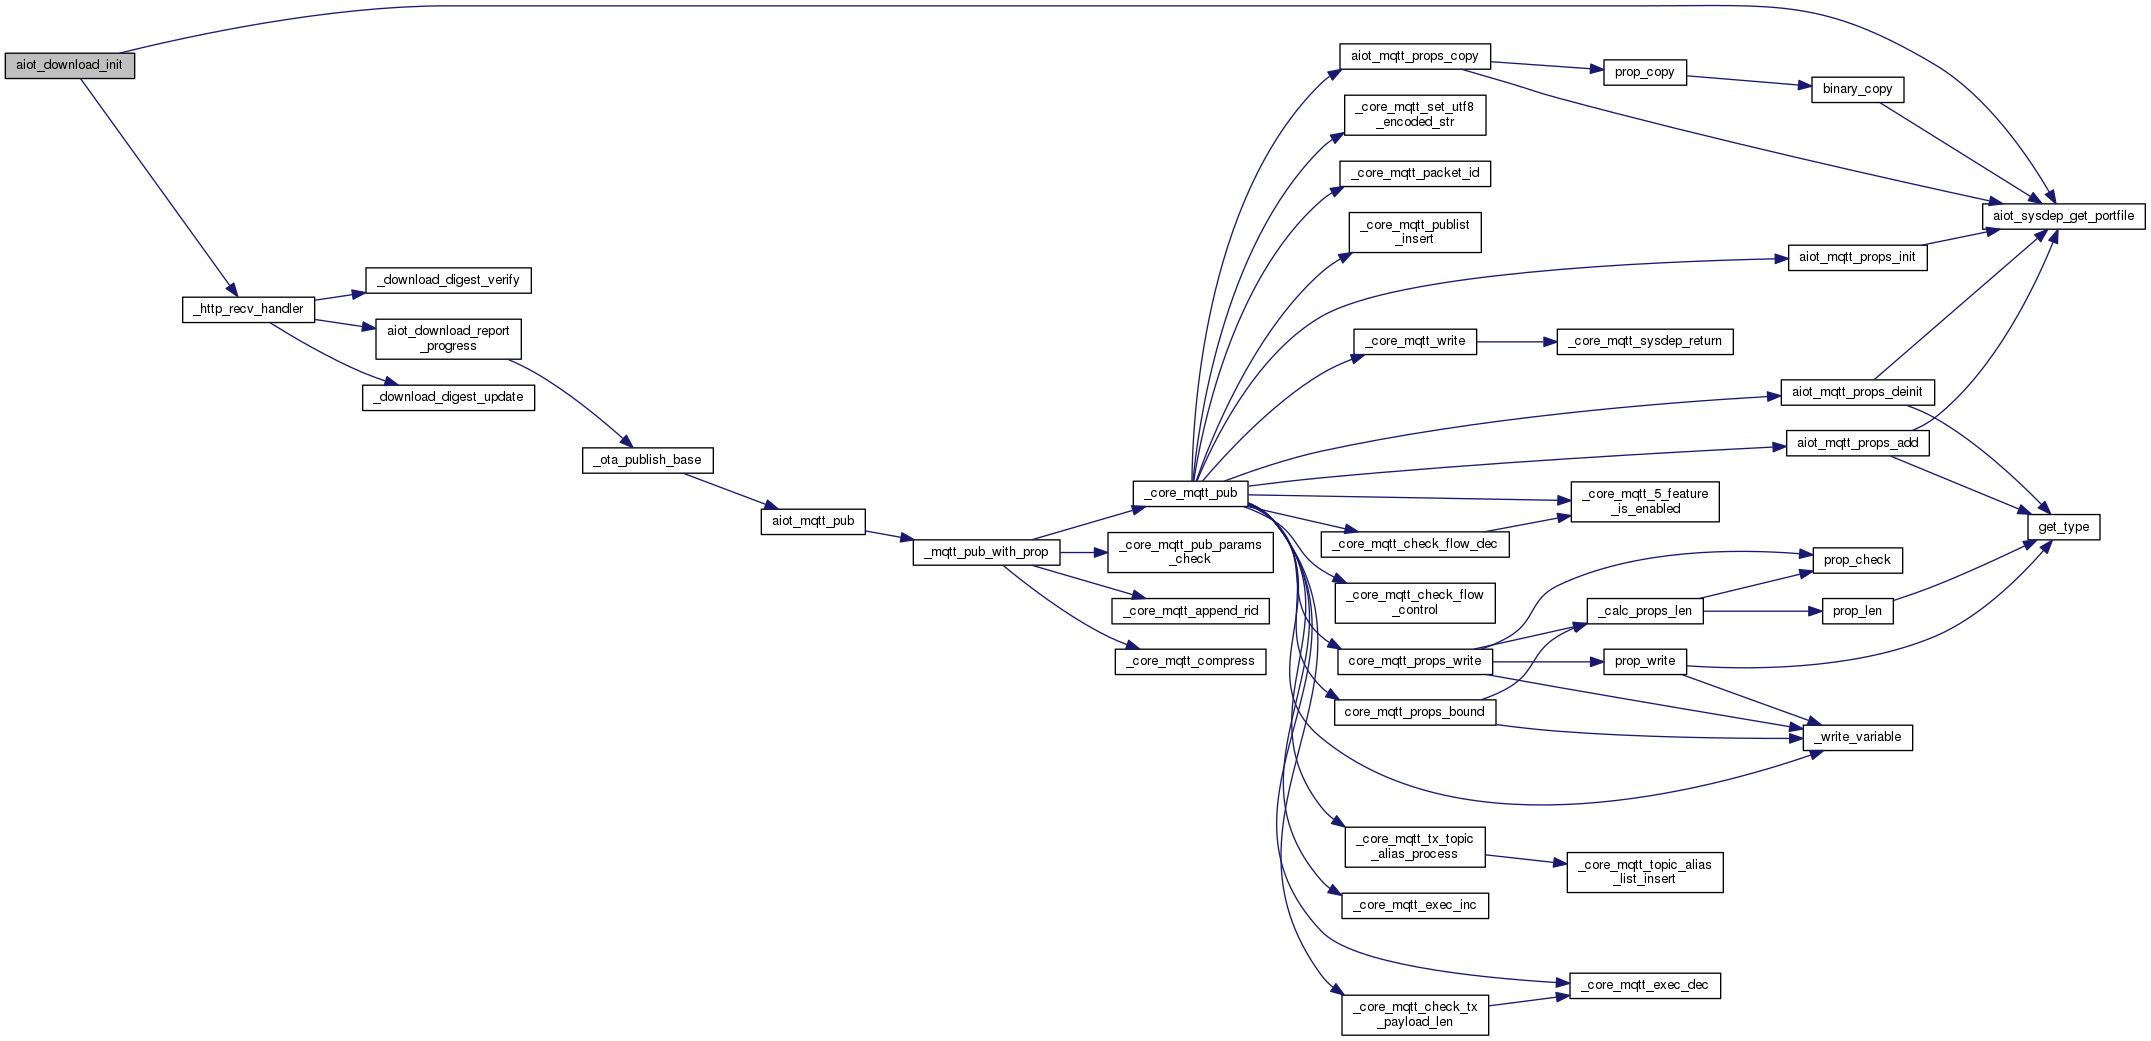 aiot_download_init
_http_recv_handler
_download_digest_verify
aiot_download_report
_progress
_download_digest_update
_ota_publish_base
aiot_mqtt_pub
_mqtt_pub_with_prop
_core_mqtt_pub
_core_mqtt_pub_params
_check
_core_mqtt_append_rid
_core_mqtt_compress
aiot_mqtt_props_copy
_core_mqtt_set_utf8
_encoded_str
_core_mqtt_packet_id
_core_mqtt_publist
_insert
_core_mqtt_write
_core_mqtt_check_flow_dec
_core_mqtt_check_flow
_control
core_mqtt_props_write
core_mqtt_props_bound
_core_mqtt_tx_topic
_alias_process
_core_mqtt_exec_inc
_core_mqtt_check_tx
_payload_len
prop_copy
_core_mqtt_sysdep_return
_core_mqtt_5_feature
_is_enabled
_calc_props_len
prop_write
_core_mqtt_topic_alias
_list_insert
_core_mqtt_exec_dec
binary_copy
aiot_mqtt_props_init
aiot_mqtt_props_deinit
aiot_mqtt_props_add
prop_check
prop_len
_write_variable
aiot_sysdep_get_portfile
get_type